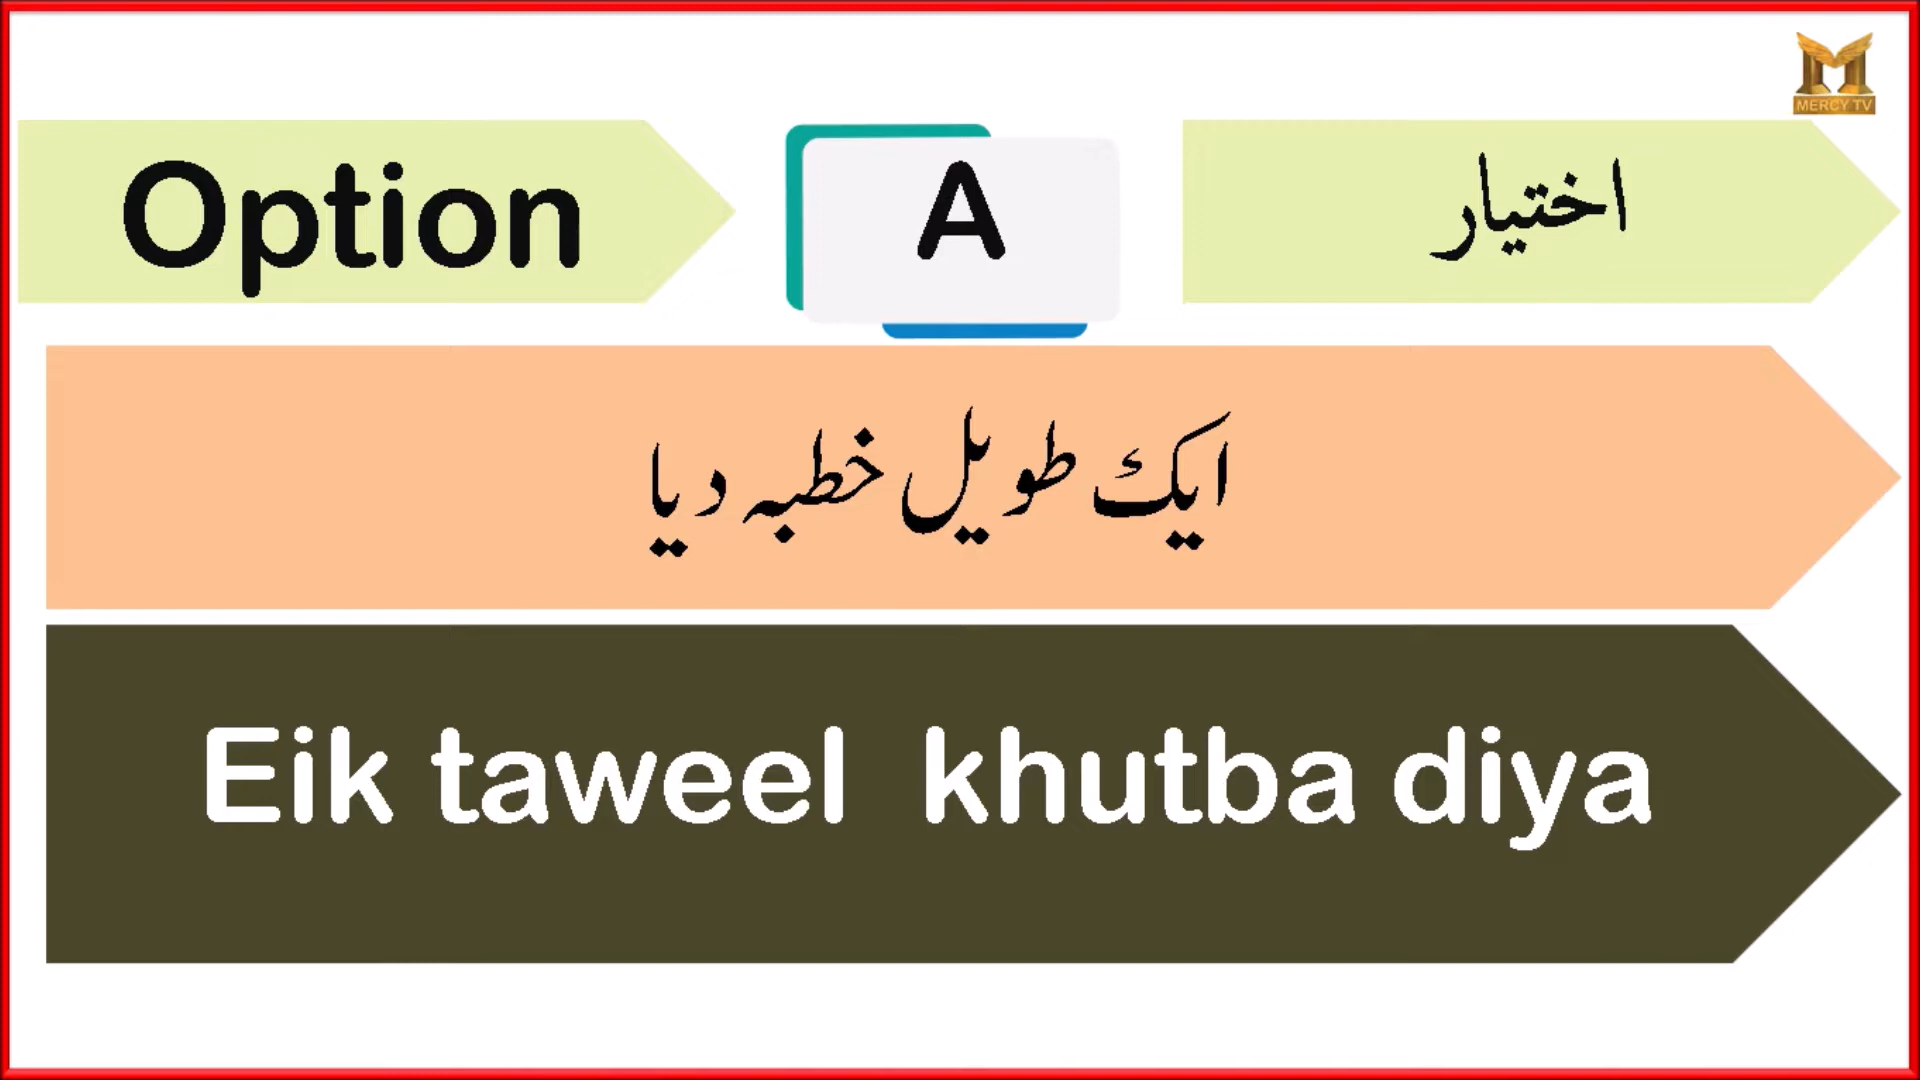 MERCY TV
Option A اختیار
ایک طویل خطبہ دیا
Eik taweel khutba diya